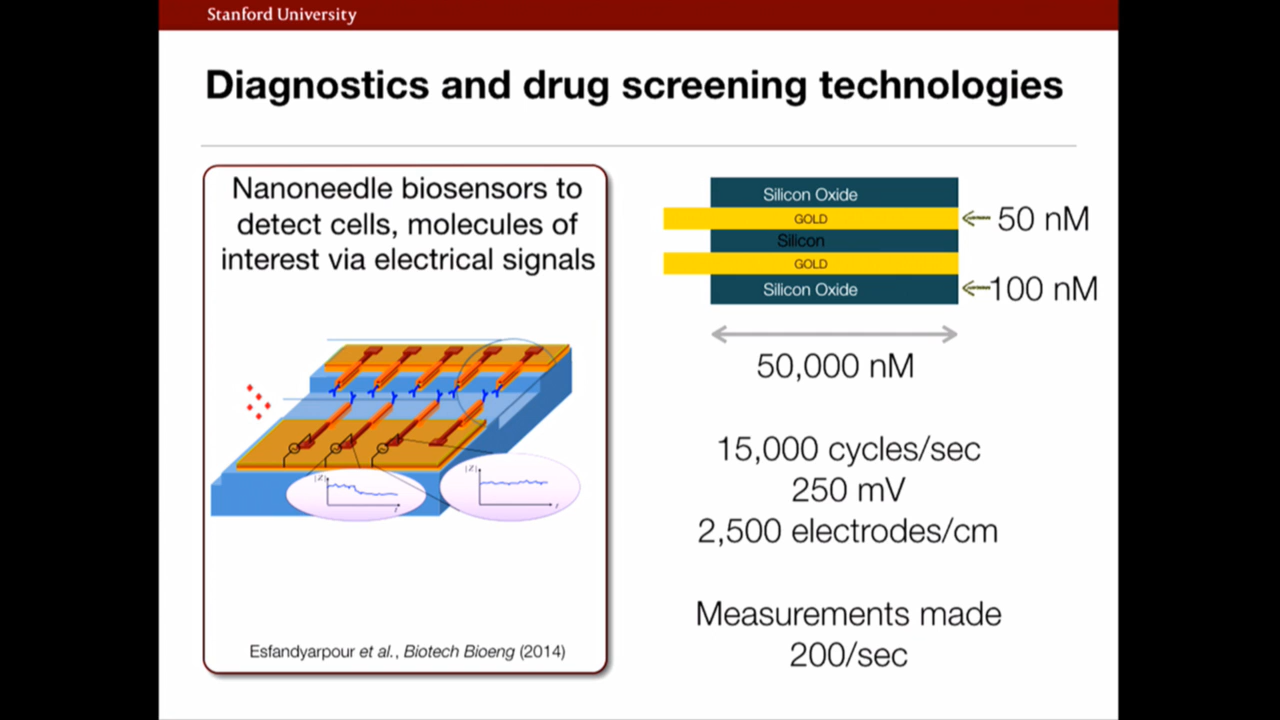 Stanford University
Diagnostics and drug screening technologies
Nanoneedle biosensors to
detect cells, molecules of
interest via electrical signals
|Z|
t
|Z|
t
Esfandyarpour et al., Biotech Bioeng (2014)
Silicon Oxide
GOLD
50 nM
Silicon
GOLD
Silicon Oxide
100 nM
50,000 nM
15,000 cycles/sec
250 mV
2,500 electrodes/cm
Measurements made
200/sec